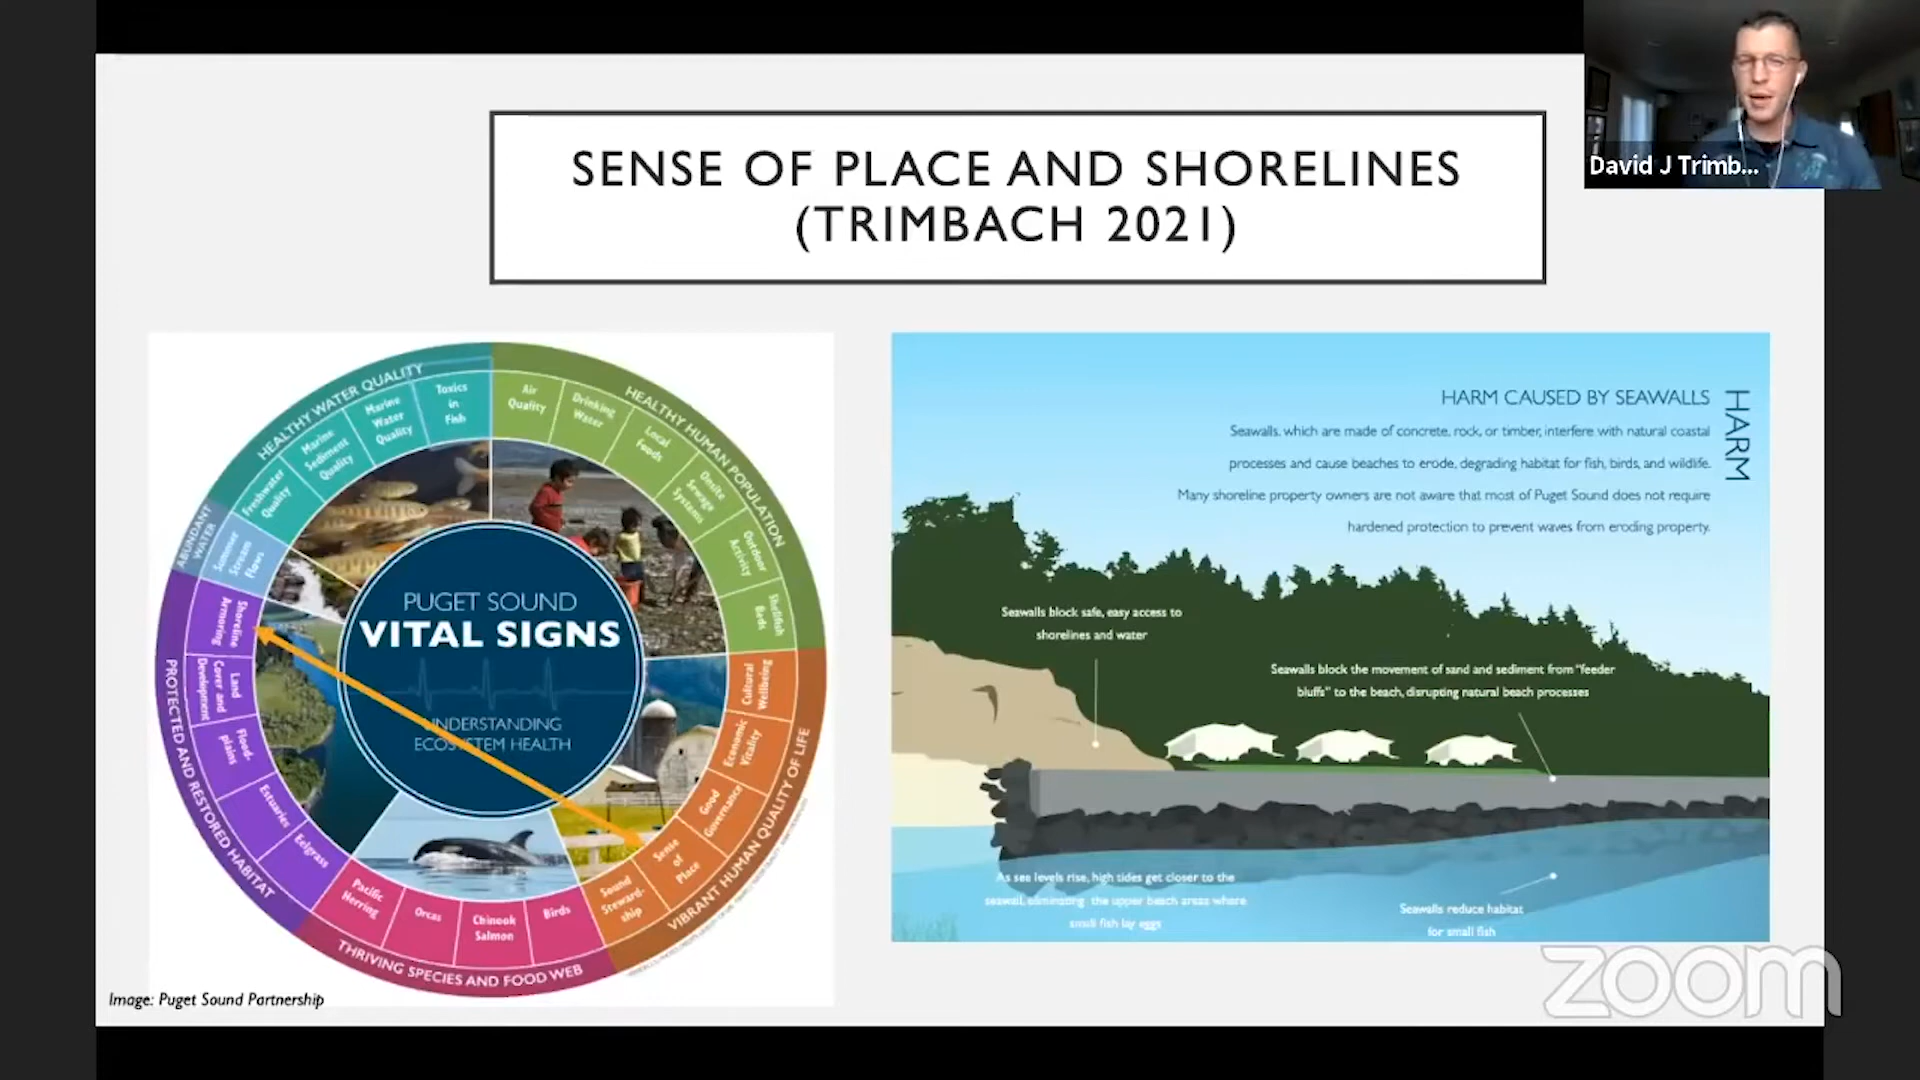 SENSE OF PLACE AND SHORELINES
(TRIMBACH 2021)
David J Trimb...
HEALTHY WATER QUALITY
Freshwater
Quality
Marine
Sediment
Quality
Marine
Water
Quality
Toxics
in
Fish
HEALTHY HUMAN POPULATION
Air
Quality
Drinking
Water
Local
Foods
Onsite
Sewage
Systems
Outdoor
Activity
Shellfish
Beds
VIBRANT HUMAN QUALITY OF LIFE
Cultural
Wellbeing
Economic
Vitality
Good
Governance
Sense
of
Place
Sound
Steward-
ship
THRIVING SPECIES AND FOOD WEB
Birds
Chinook
Salmon
Orcas
Pacific
Herring
PROTECTED AND RESTORED HABITAT
Eelgrass
Estuaries
Flood-
plains
Land
Cover and
Development
Shoreline
Armoring
ABUNDANT
WATER
Summer
Stream
Flows
PUGET SOUND
VITAL SIGNS
UNDERSTANDING
ECOSYSTEM HEALTH
Image: Puget Sound Partnership
HARM
HARM CAUSED BY SEAWALLS
Seawalls, which are made of concrete, rock, or timber, interfere with natural coastal
processes and cause beaches to erode, degrading habitat for fish, birds, and wildlife.
Many shoreline property owners are not aware that most of Puget Sound does not require
hardened protection to prevent waves from eroding property.
Seawalls block safe, easy access to
shorelines and water
Seawalls block the movement of sand and sediment from "feeder
bluffs" to the beach, disrupting natural beach processes
As sea levels rise, high tides get closer to the
seawall, eliminating the upper beach areas where
small fish lay eggs
Seawalls reduce habitat
for small fish
zoom